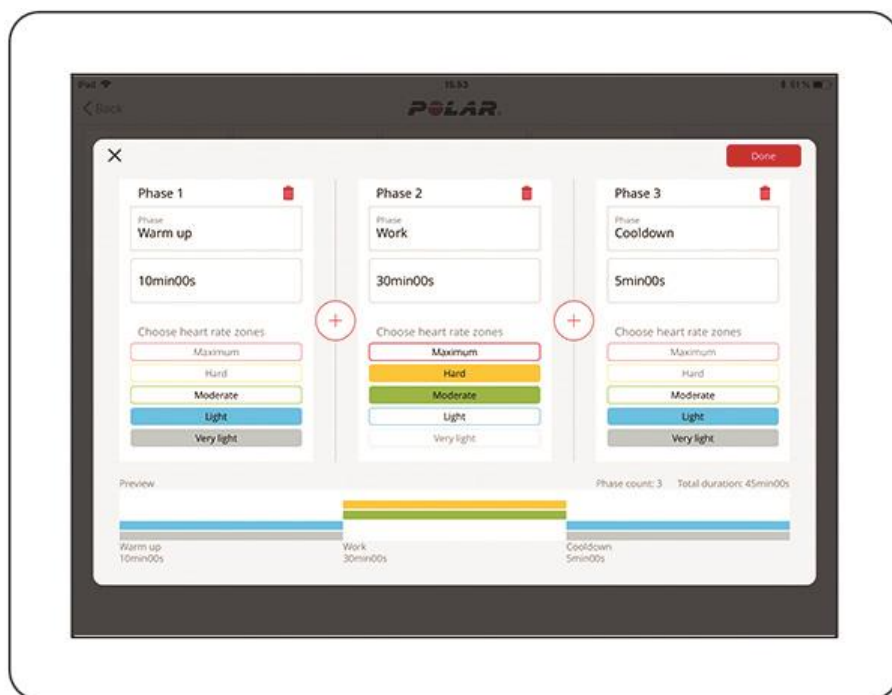 iPad 15.53 51%
Back POLAR
Done
Phase 1
Phase
Warm up
10min00s
Choose heart rate zones
Maximum
Hard
Moderate
Light
Very light
Phase 2
Phase
Work
30min00s
Choose heart rate zones
Maximum
Hard
Moderate
Light
Very light
Phase 3
Phase
Cooldown
5min00s
Choose heart rate zones
Maximum
Hard
Moderate
Light
Very light
Preview Phase count: 3 Total duration: 45min00s
Warm up Work Cooldown
10min00s 30min00s 5min00s